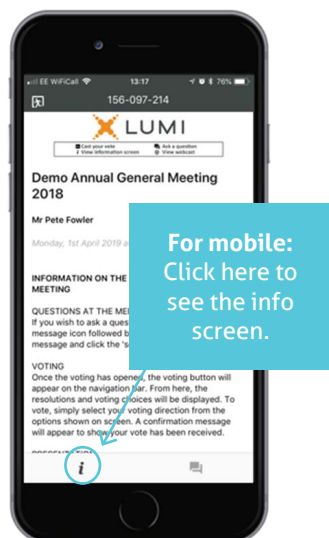 EE WiFiCall 13:17 76%
156-097-214
LUMI
Cast your vote Ask a question
View information screen View webcast
Demo Annual General Meeting
2018
Mr Pete Fowler
Monday, 1st April 2019 a
INFORMATION ON THE
MEETING
QUESTIONS AT THE ME
If you wish to ask a ques
message icon followed b
message and click the 's
VOTING
Once the voting has opened, the voting button will
appear on the navigation bar. From here, the
resolutions and voting choices will be displayed. To
vote, simply select your voting direction from the
options shown on screen. A confirmation message
will appear to show your vote has been received.
For mobile:
Click here to
see the info
screen.
i